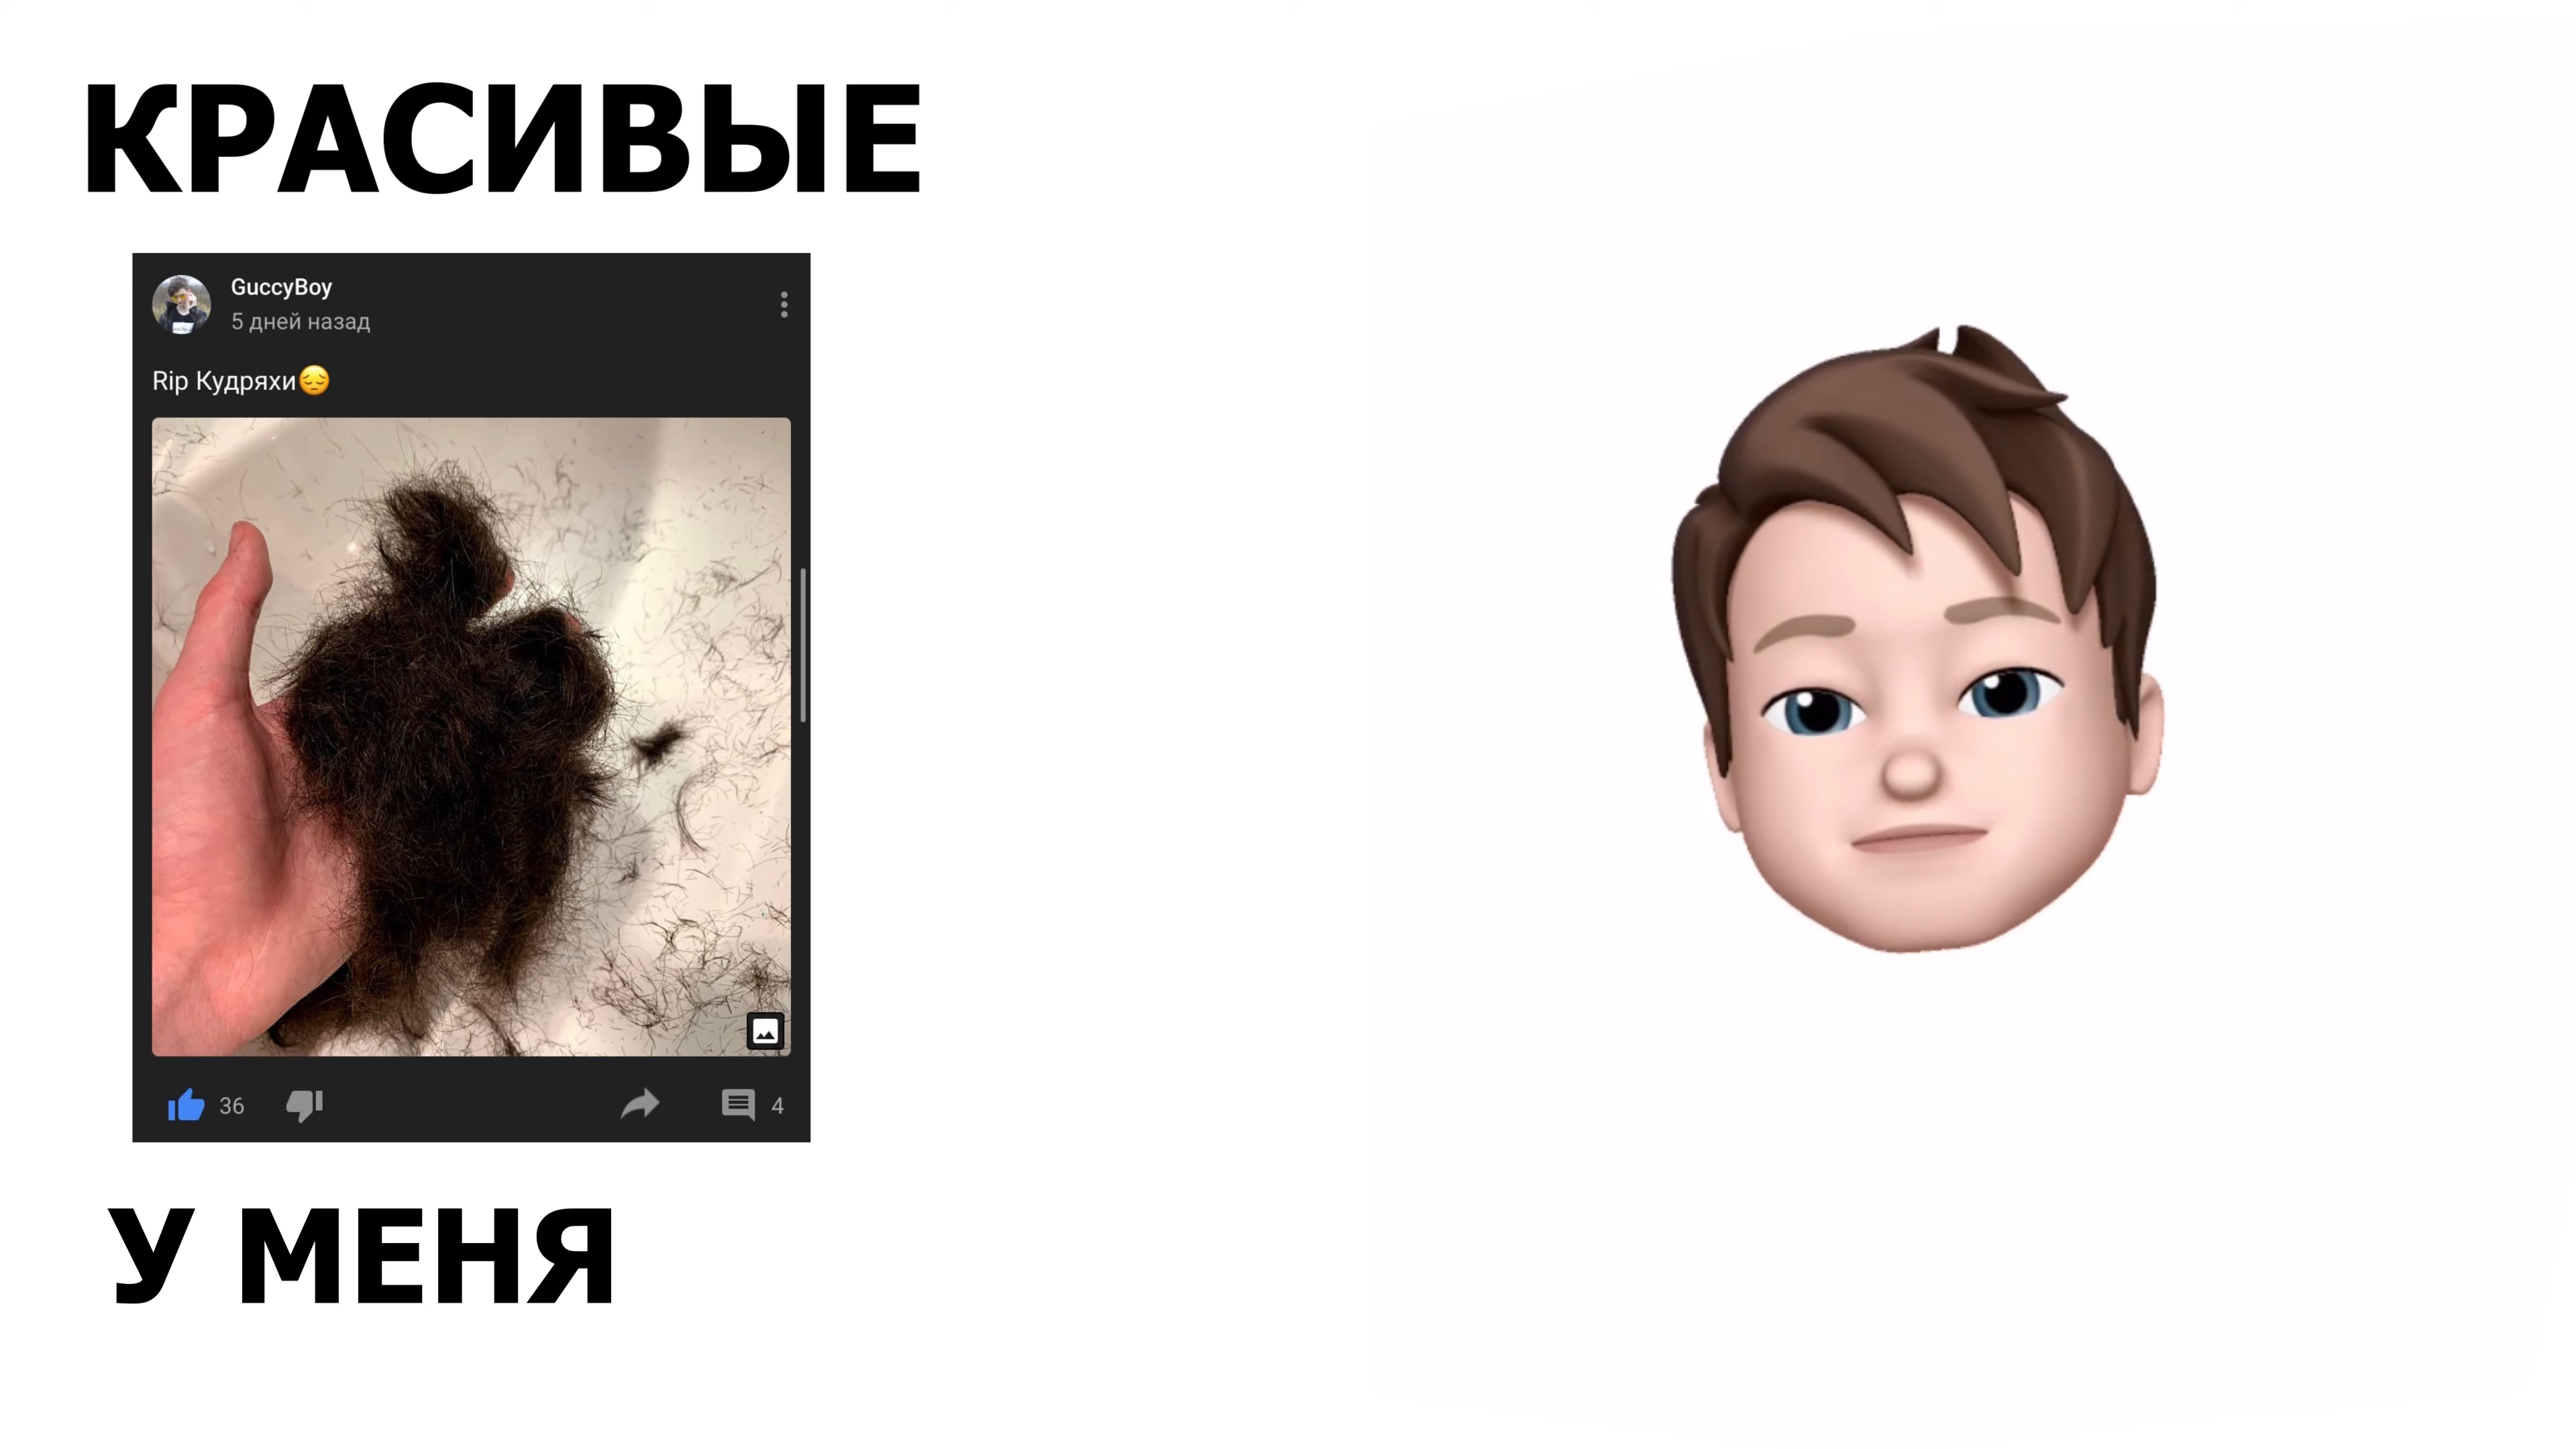 КРАСИВЫЕ
GuccyBoy
5 дней назад
Rip Кудряхи😔
36
4
У МЕНЯ